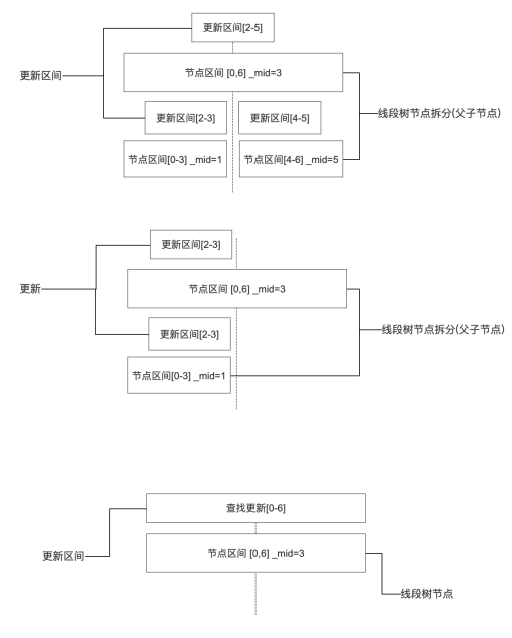 更新区间[2-5]
节点区间 [0,6] _mid=3
更新区间
更新区间[2-3]
更新区间[4-5]
线段树节点拆分(父子节点)
节点区间[0-3] _mid=1
节点区间[4-6] _mid=5
更新区间[2-3]
更新
节点区间 [0,6] _mid=3
更新区间[2-3]
线段树节点拆分(父子节点)
节点区间[0-3] _mid=1
查找更新[0-6]
更新区间
节点区间 [0,6] _mid=3
线段树节点